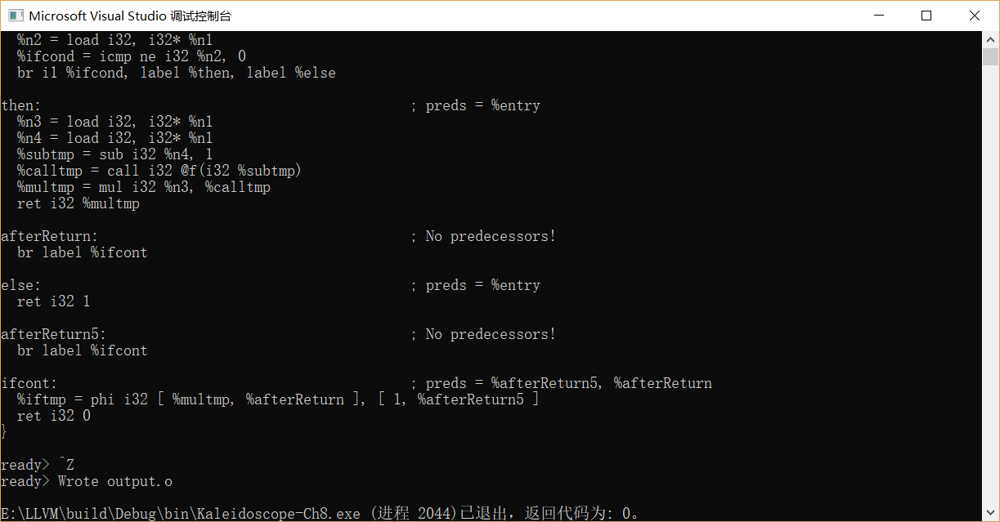 Microsoft Visual Studio 调试控制台
  %n2 = load i32, i32* %n1
  %ifcond = icmp ne i32 %n2, 0
  br i1 %ifcond, label %then, label %else
then:                                             ; preds = %entry
  %n3 = load i32, i32* %n1
  %n4 = load i32, i32* %n1
  %subtmp = sub i32 %n4, 1
  %calltmp = call i32 @f(i32 %subtmp)
  %multmp = mul i32 %n3, %calltmp
  ret i32 %multmp
afterReturn:                                      ; No predecessors!
  br label %ifcont
else:                                             ; preds = %entry
  ret i32 1
afterReturn5:                                     ; No predecessors!
  br label %ifcont
ifcont:                                           ; preds = %afterReturn5, %afterReturn
  %iftmp = phi i32 [ %multmp, %afterReturn ], [ 1, %afterReturn5 ]
  ret i32 0
}
ready> ^Z
ready> Wrote output.o
E:\LLVM\build\Debug\bin\Kaleidoscope-Ch8.exe (进程 2044)已退出，返回代码为: 0。